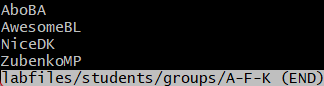 AboBA
AwesomeBL
NiceDK
ZubenkoMP
labfiles/students/groups/A-F-K (END)